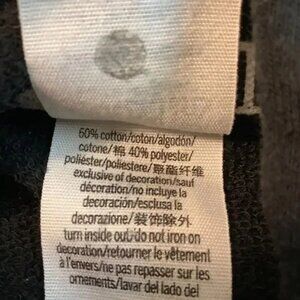 60% cotton/coton/algodón/
cotone/棉 40% polyester/
poliéster/poliestere/聚酯纤维
exclusive of decoration/sauf
décoration/no incluye la
decoración/esclusa la
decorazione/装饰除外
turn inside out/do not iron on
decoration/retourner le vêtement
à l'envers/ne pas repasser sur les
ornements/lavar del lado del